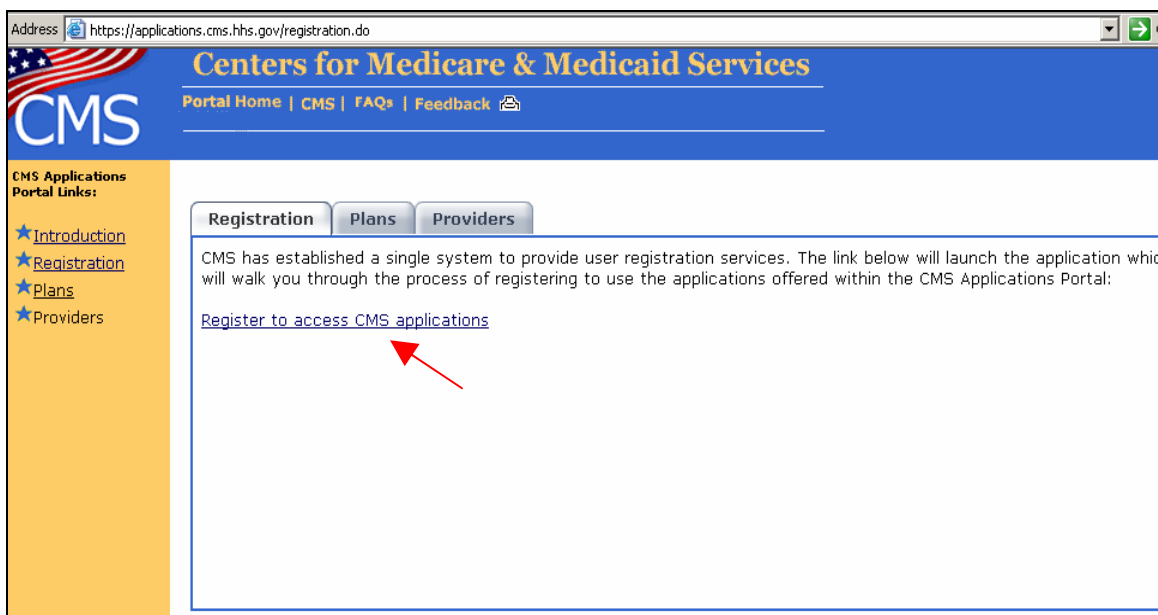 Address https://applications.cms.hhs.gov/registration.do
CMS
Centers for Medicare & Medicaid Services
Portal Home | CMS | FAQs | Feedback
CMS Applications
Portal Links:
Introduction
Registration
Plans
Providers
Registration Plans Providers
CMS has established a single system to provide user registration services. The link below will launch the application whic
will walk you through the process of registering to use the applications offered within the CMS Applications Portal:
Register to access CMS applications